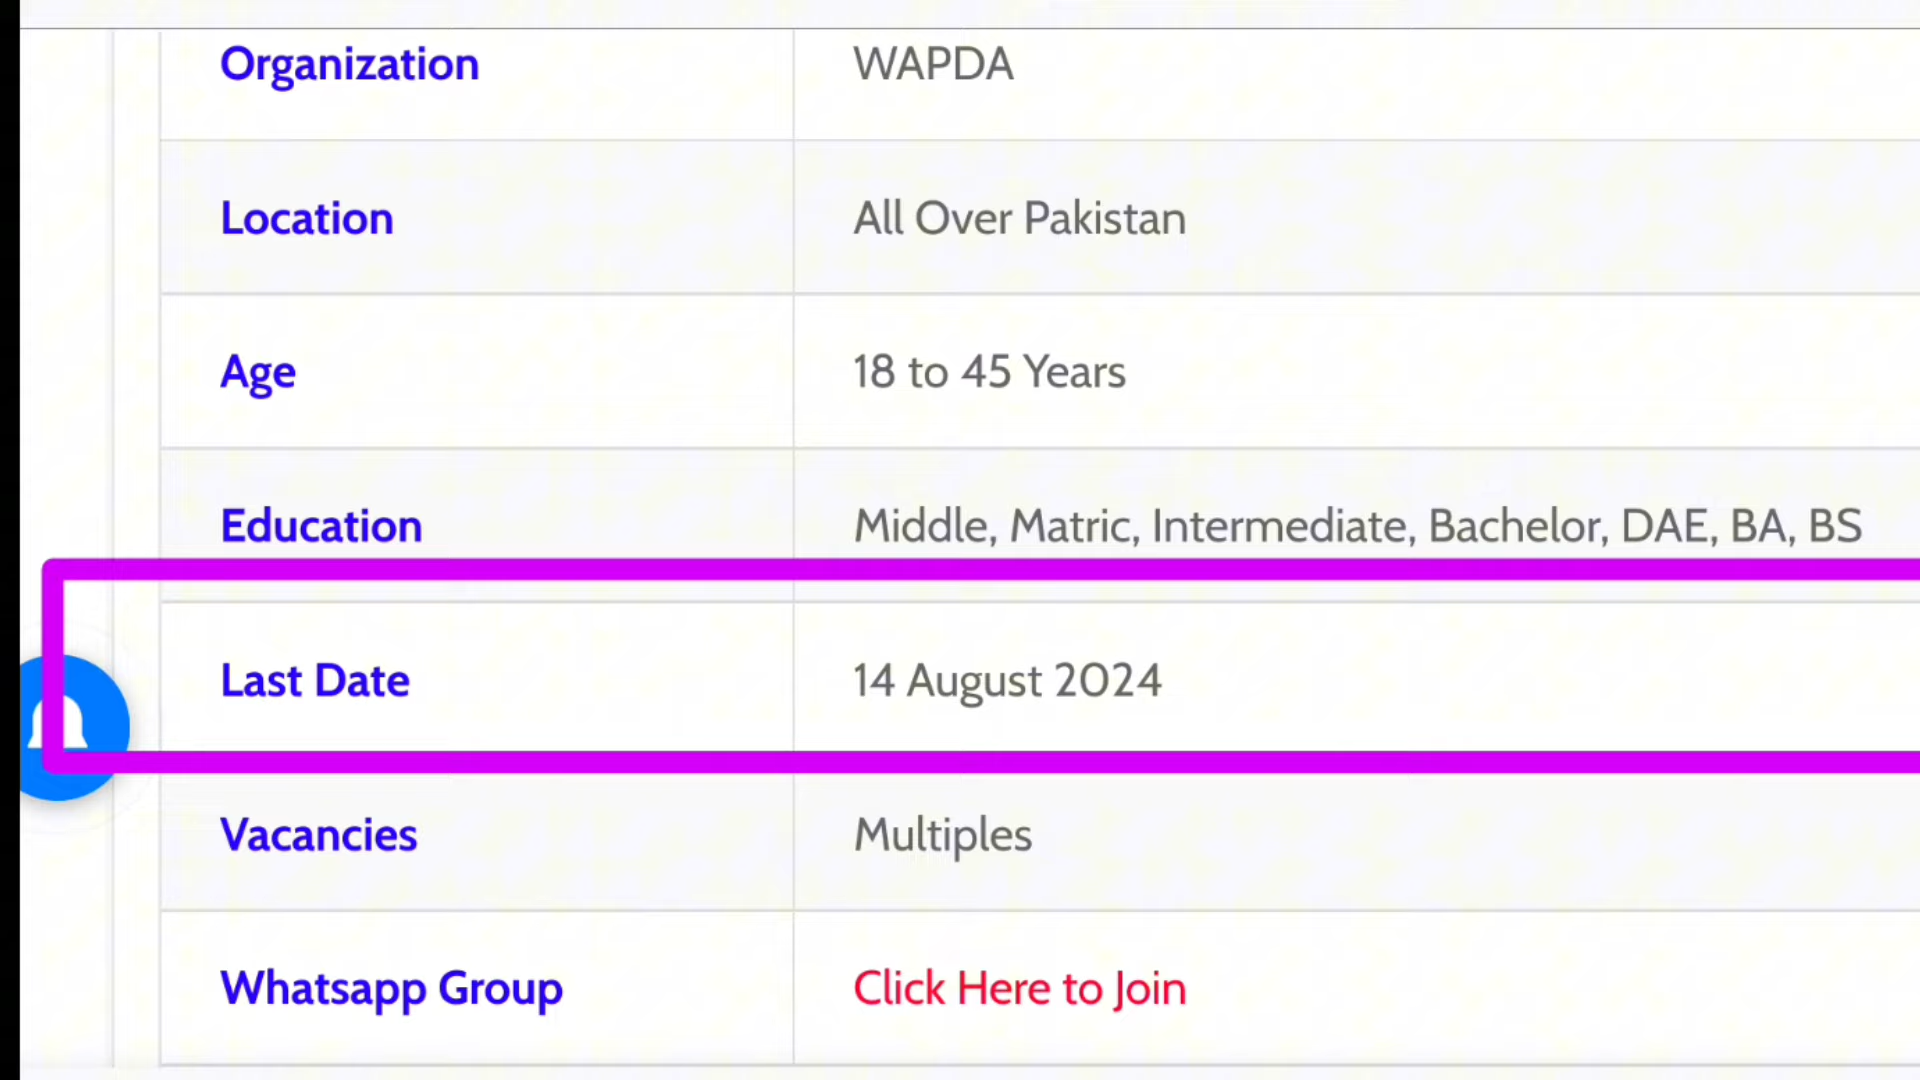 Organization WAPDA
Location All Over Pakistan
Age 18 to 45 Years
Education Middle, Matric, Intermediate, Bachelor, DAE, BA, BS
Last Date 14 August 2024
Vacancies Multiples
Whatsapp Group Click Here to Join